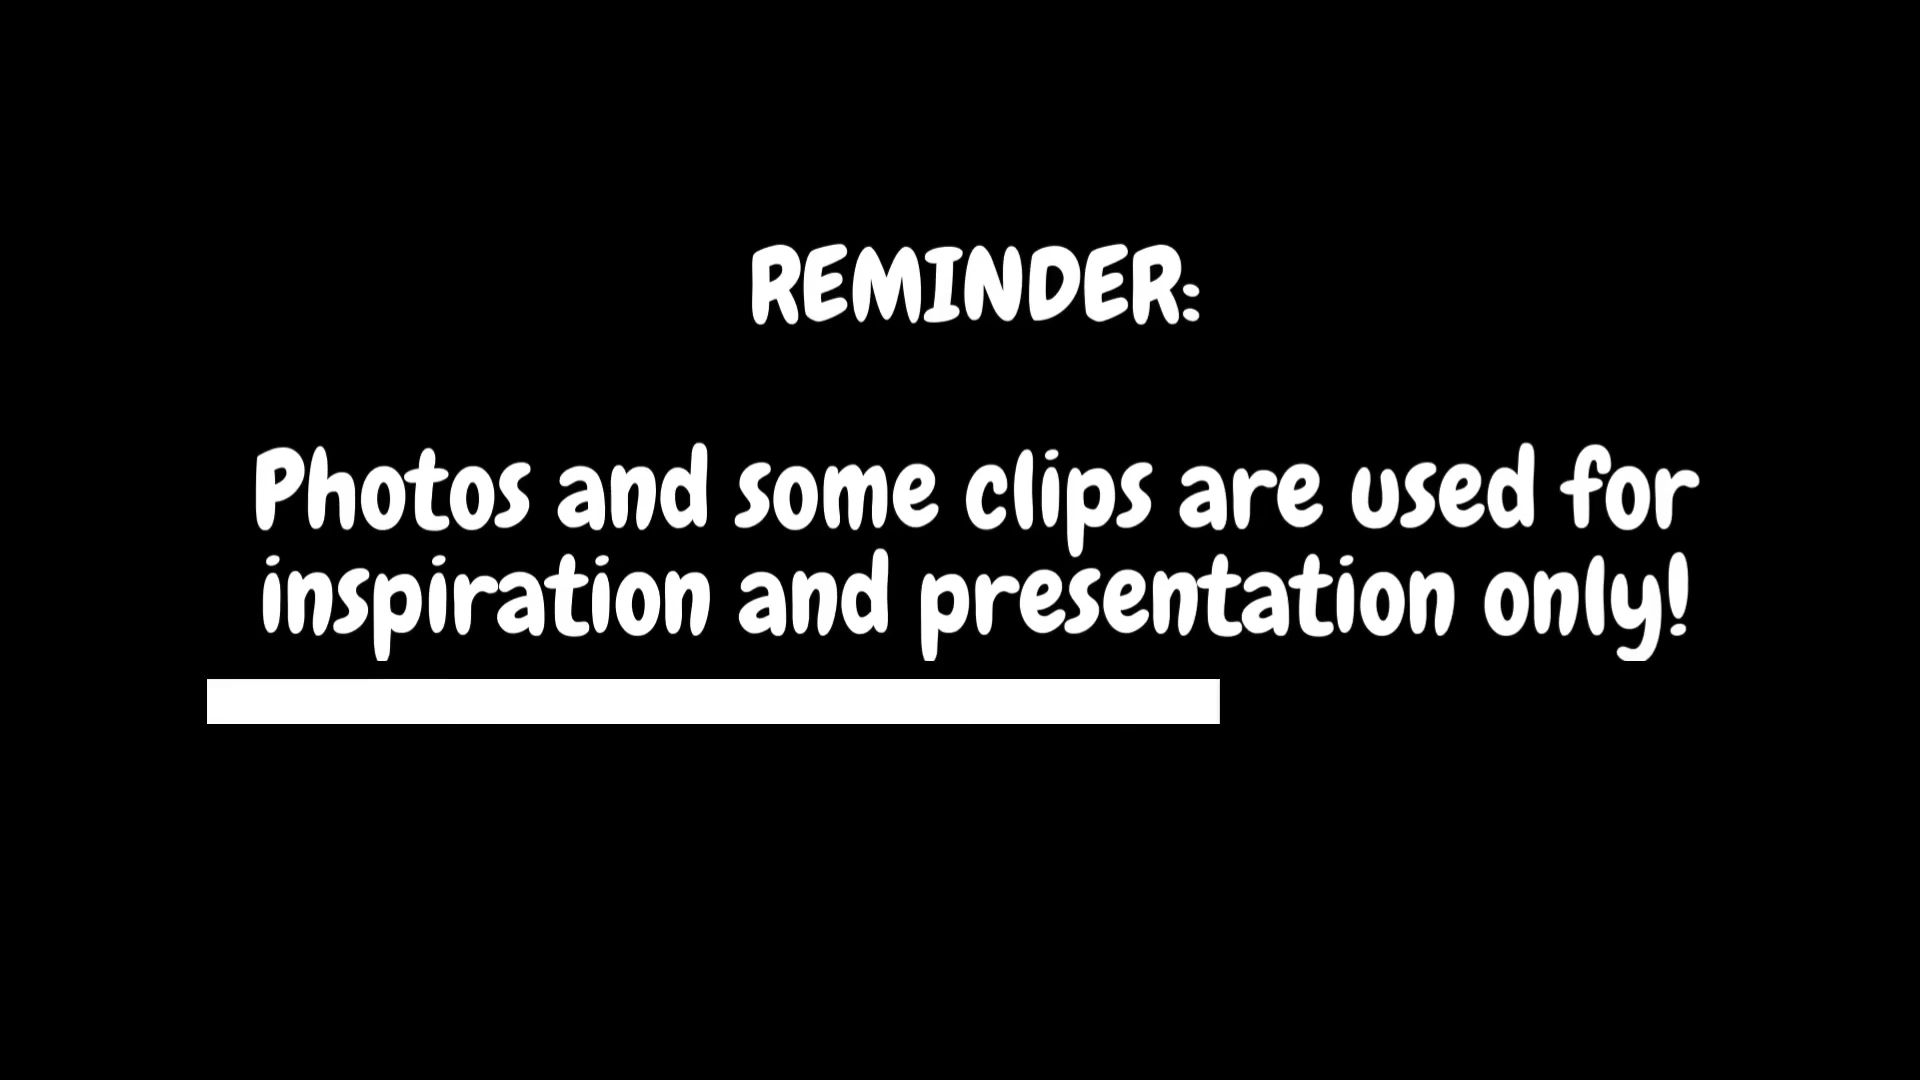 REMINDER:
Photos and some clips are used for
inspiration and presentation only!